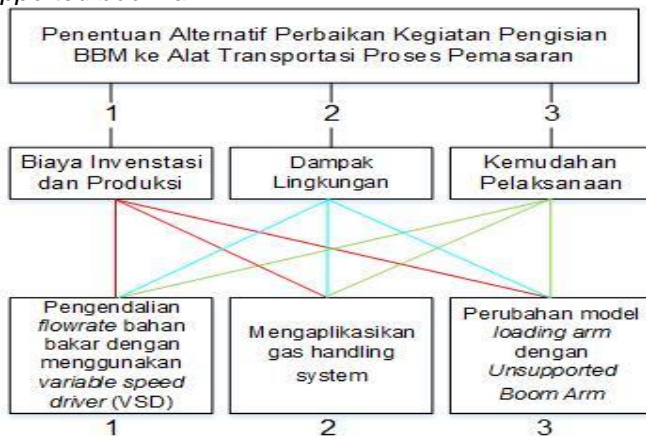 Penentuan Alternatif Perbaikan Kegiatan Pengisian
BBM ke Alat Transportasi Proses Pemasaran
1
2
3
Biaya Invenstasi
dan Produksi
Dampak
Lingkungan
Kemudahan
Pelaksanaan
Pengendalian
flowrate bahan
bakar dengan
menggunakan
variable speed
driver (VSD)
Mengaplikasikan
gas handling
system
Perubahan model
loading arm
dengan
Unsupported
Boom Arm
1
2
3